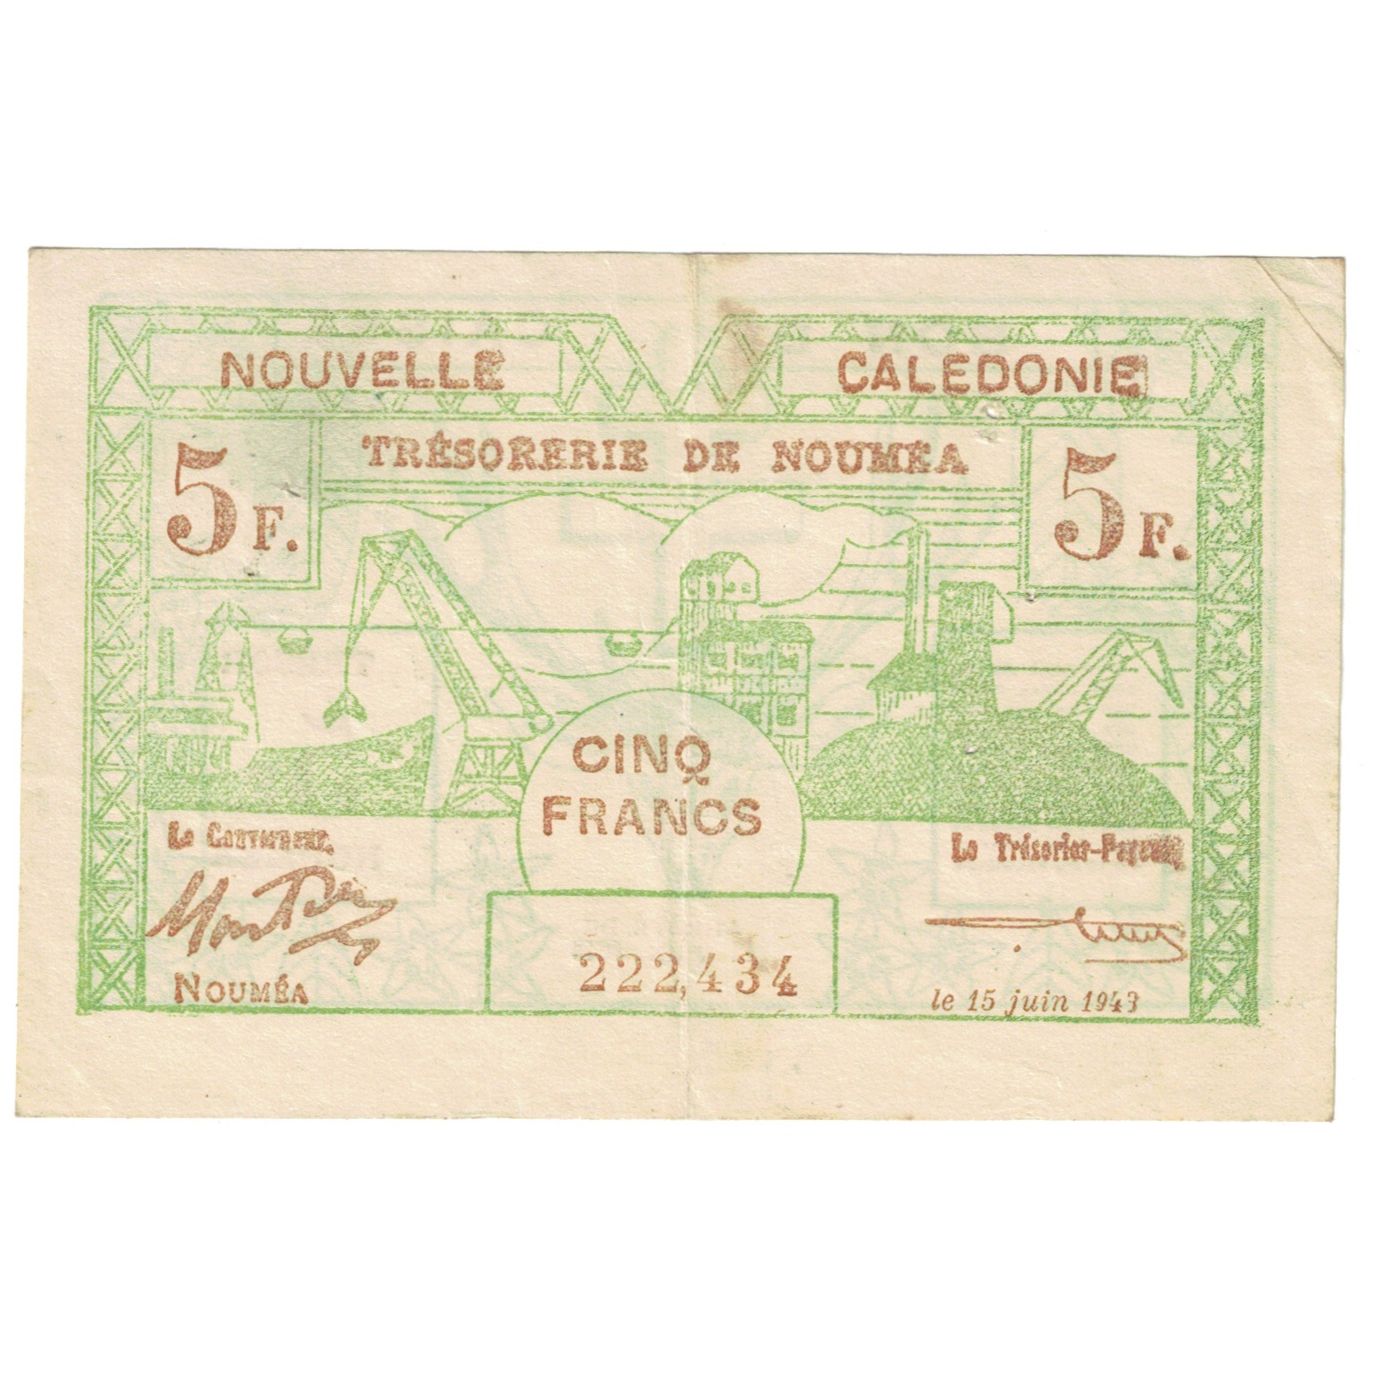 NOUVELLE CALEDONIE
TRÉSORERIE DE NOUMÉA
5 F. 5 F.
CINQ
FRANCS
Le Gouverneur, Le Trésorier-Payeur
NOUMÉA
222,434
le 15 juin 1943